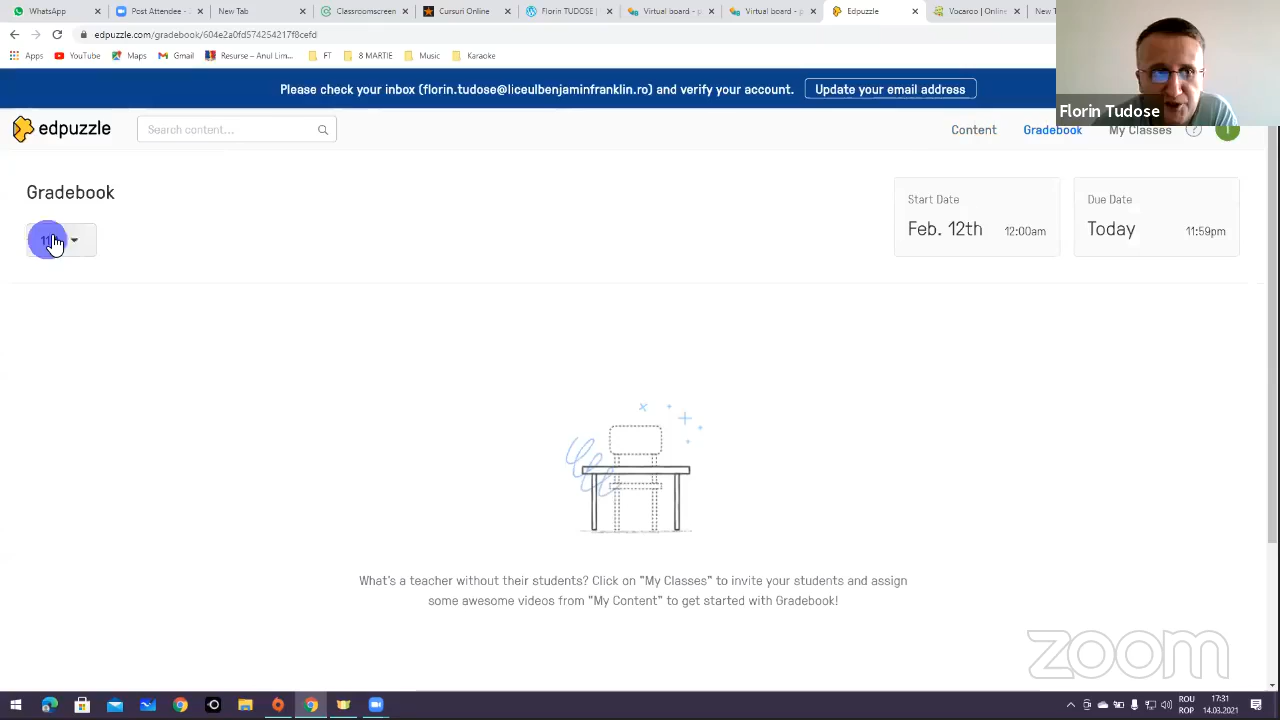 New Tab
Post Attendee -
Classroomscreen
Cursuri Online
Florin TUDOSE
Virtual board - g
Virtual board - g
Edpuzzle
Vocaroo | Online
New T
edpuzzle.com/gradebook/604e2a0fd574254217f8cefd
Apps
YouTube
Maps
Gmail
Resurse – Anul Lim...
FT
8 MARTIE
Music
Karaoke
Please check your inbox (florin.tudose@liceulbenjaminfranklin.ro) and verify your account.
Update your email address
Florin Tudose
edpuzzle
Search content...
Content
Gradebook
My Classes
Gradebook
Start Date
Feb. 12th
12:00am
Due Date
Today
11:59pm
What's a teacher without their students? Click on "My Classes" to invite your students and assign
some awesome videos from "My Content" to get started with Gradebook!
zoom
ROU
ROP
17:31
14.03.2021